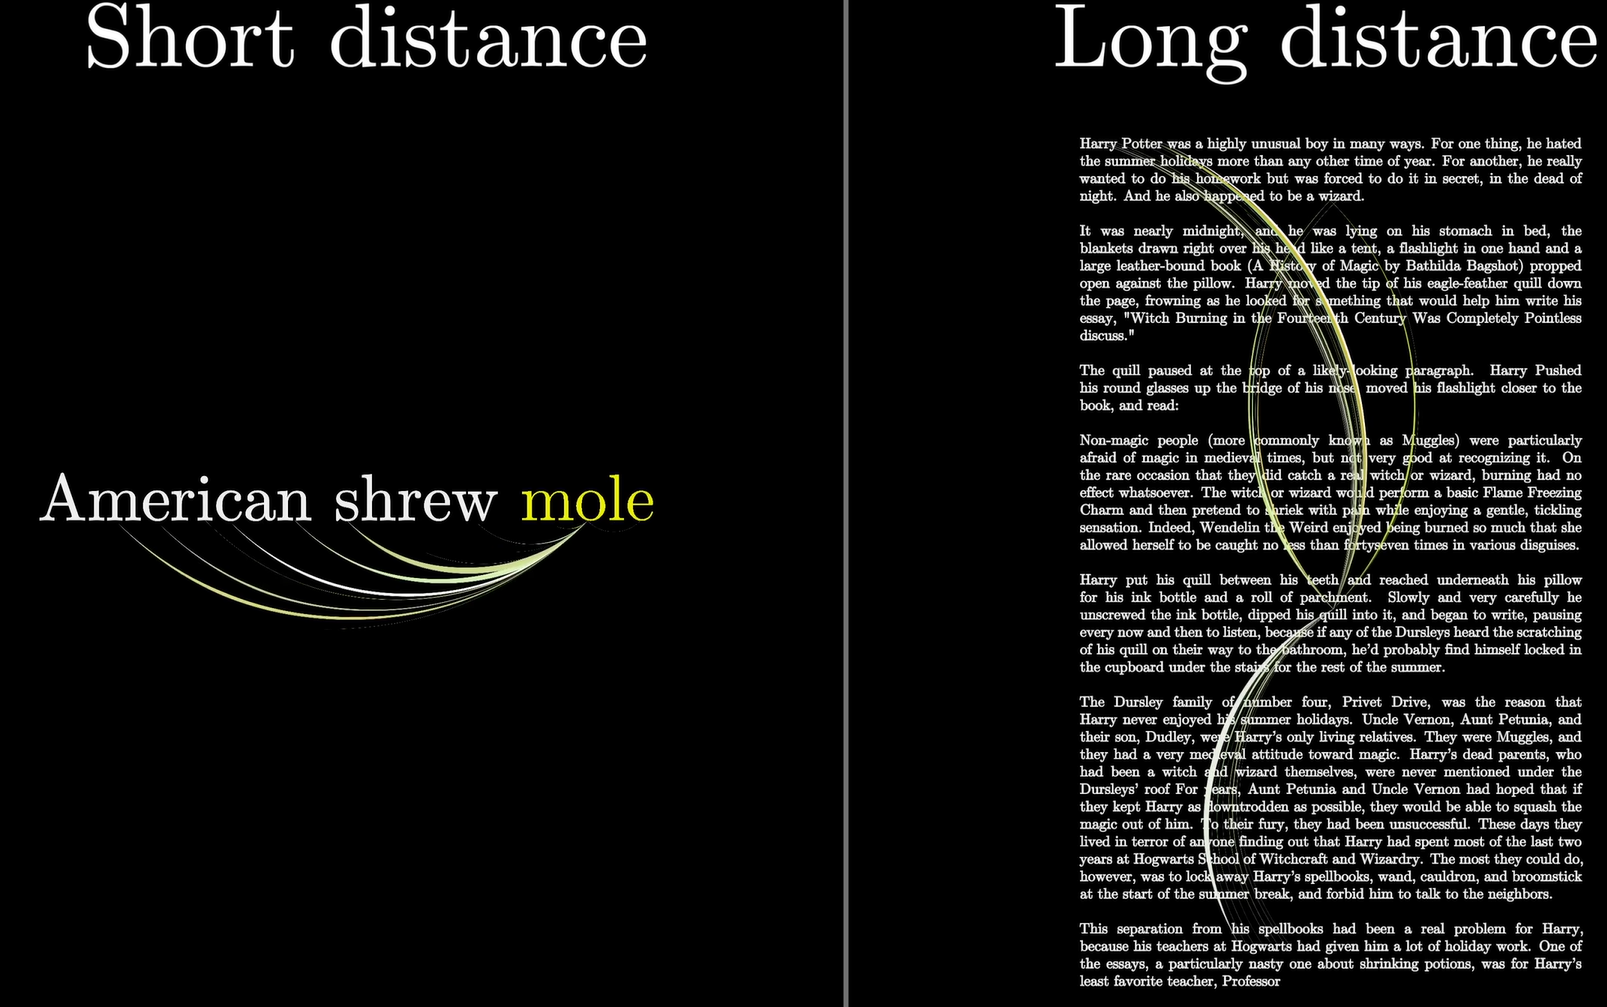 Short distance
American shrew mole
Long distance
Harry Potter was a highly unusual boy in many ways. For one thing, he hated
the summer holidays more than any other time of year. For another, he really
wanted to do his homework but was forced to do it in secret, in the dead of
night. And he also happened to be a wizard.
It was nearly midnight, and he was lying on his stomach in bed, the
blankets drawn right over his head like a tent, a flashlight in one hand and a
large leather-bound book (A History of Magic by Bathilda Bagshot) propped
open against the pillow. Harry moved the tip of his eagle-feather quill down
the page, frowning as he looked for something that would help him write his
essay, "Witch Burning in the Fourteenth Century Was Completely Pointless
discuss."
The quill paused at the top of a likely-looking paragraph. Harry Pushed
his round glasses up the bridge of his nose, moved his flashlight closer to the
book, and read:
Non-magic people (more commonly known as Muggles) were particularly
afraid of magic in medieval times, but not very good at recognizing it. On
the rare occasion that they did catch a real witch or wizard, burning had no
effect whatsoever. The witch or wizard would perform a basic Flame Freezing
Charm and then pretend to shriek with pain while enjoying a gentle, tickling
sensation. Indeed, Wendelin the Weird enjoyed being burned so much that she
allowed herself to be caught no less than fortyseven times in various disguises.
Harry put his quill between his teeth and reached underneath his pillow
for his ink bottle and a roll of parchment. Slowly and very carefully he
unscrewed the ink bottle, dipped his quill into it, and began to write, pausing
every now and then to listen, because if any of the Dursleys heard the scratching
of his quill on their way to the bathroom, he'd probably find himself locked in
the cupboard under the stairs for the rest of the summer.
The Dursley family of number four, Privet Drive, was the reason that
Harry never enjoyed his summer holidays. Uncle Vernon, Aunt Petunia, and
their son, Dudley, were Harry's only living relatives. They were Muggles, and
they had a very medieval attitude toward magic. Harry's dead parents, who
had been a witch and wizard themselves, were never mentioned under the
Dursleys' roof For years, Aunt Petunia and Uncle Vernon had hoped that if
they kept Harry as downtrodden as possible, they would be able to squash the
magic out of him. To their fury, they had been unsuccessful. These days they
lived in terror of anyone finding out that Harry had spent most of the last two
years at Hogwarts School of Witchcraft and Wizardry. The most they could do,
however, was to lock away Harry's spellbooks, wand, cauldron, and broomstick
at the start of the summer break, and forbid him to talk to the neighbors.
This separation from his spellbooks had been a real problem for Harry,
because his teachers at Hogwarts had given him a lot of holiday work. One of
the essays, a particularly nasty one about shrinking potions, was for Harry's
least favorite teacher, Professor